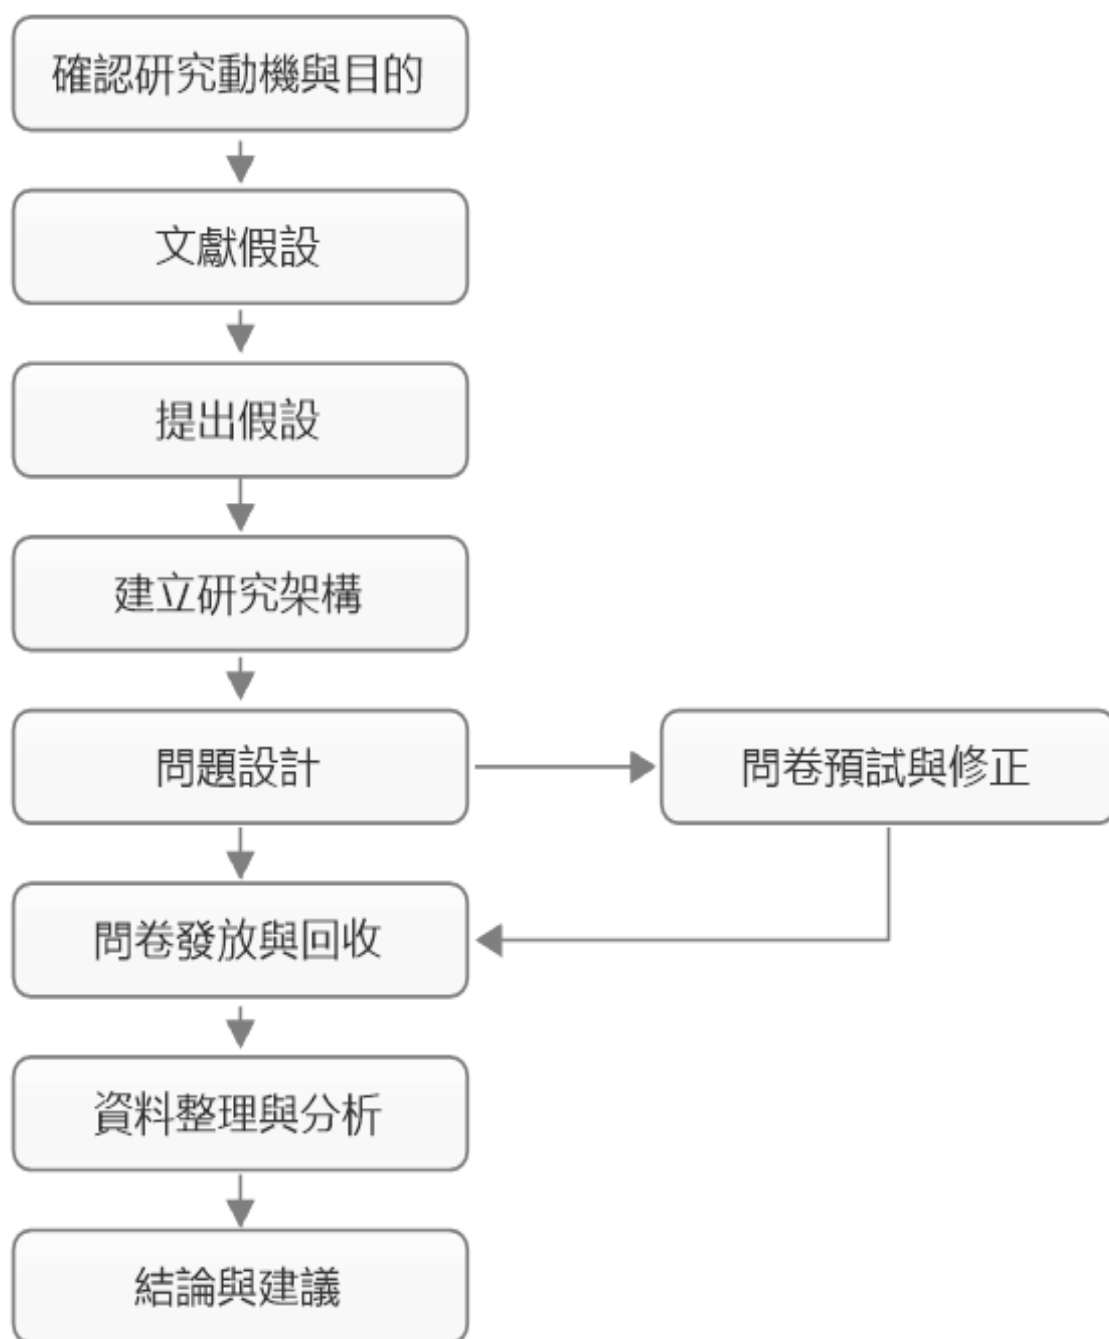 確認研究動機與目的
文獻假設
提出假設
建立研究架構
問題設計
問卷預試與修正
問卷發放與回收
資料整理與分析
結論與建議